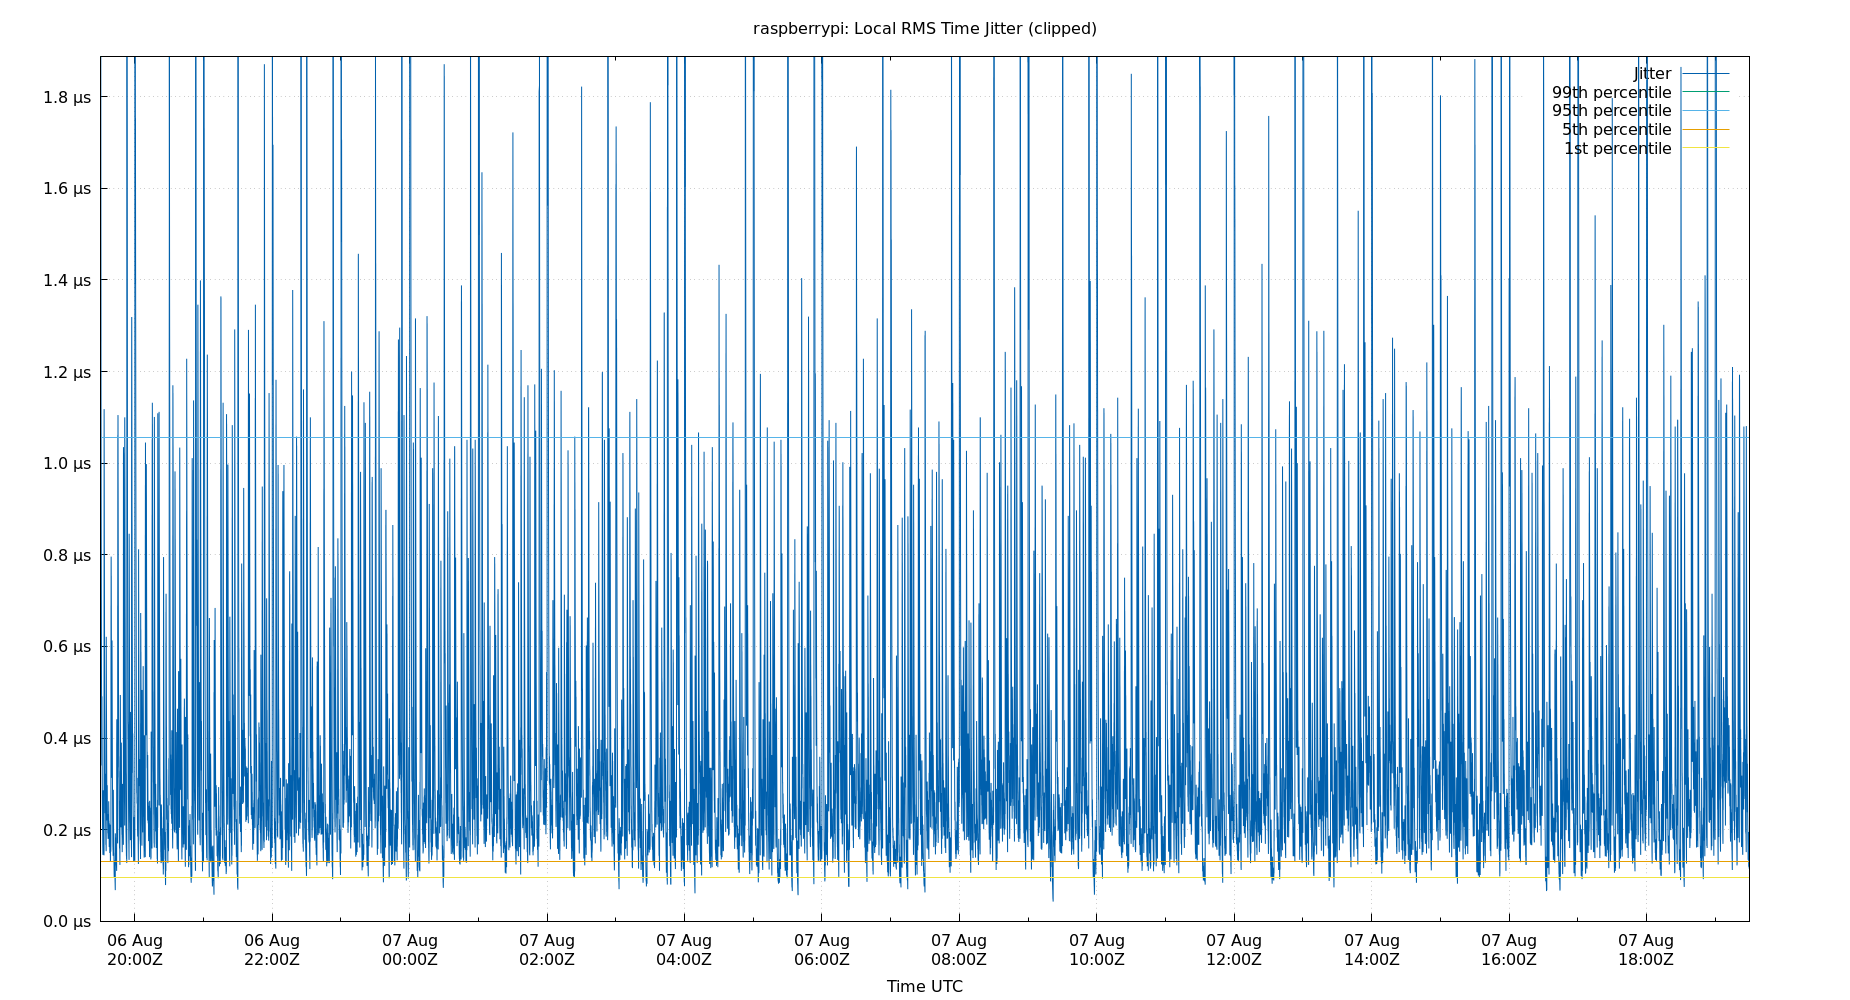 raspberrypi: Local RMS Time Jitter (clipped)
Jitter
99th percentile
95th percentile
5th percentile
1st percentile
1.8 µs
1.6 µs
1.4 µs
1.2 µs
1.0 µs
0.8 µs
0.6 µs
0.4 µs
0.2 µs
0.0 µs
06 Aug 06 Aug 07 Aug 07 Aug 07 Aug 07 Aug 07 Aug 07 Aug 07 Aug 07 Aug 07 Aug 07 Aug
20:00Z 22:00Z 00:00Z 02:00Z 04:00Z 06:00Z 08:00Z 10:00Z 12:00Z 14:00Z 16:00Z 18:00Z
Time UTC